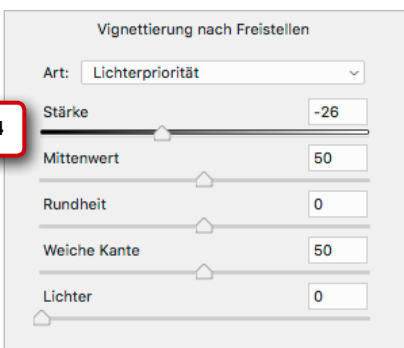 Vignettierung nach Freistellen
Art: Lichterpriorität
Stärke -26
4
Mittenwert 50
Rundheit 0
Weiche Kante 50
Lichter 0